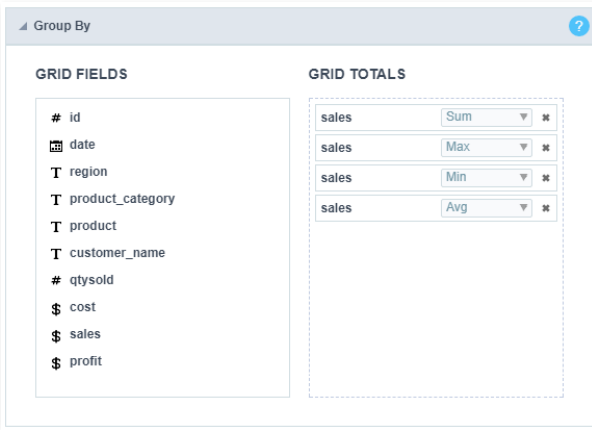 Group By
?
GRID FIELDS
GRID TOTALS
# id
date
T region
T product_category
T product
T customer_name
# qtysold
$ cost
$ sales
$ profit
sales Sum
sales Max
sales Min
sales Avg